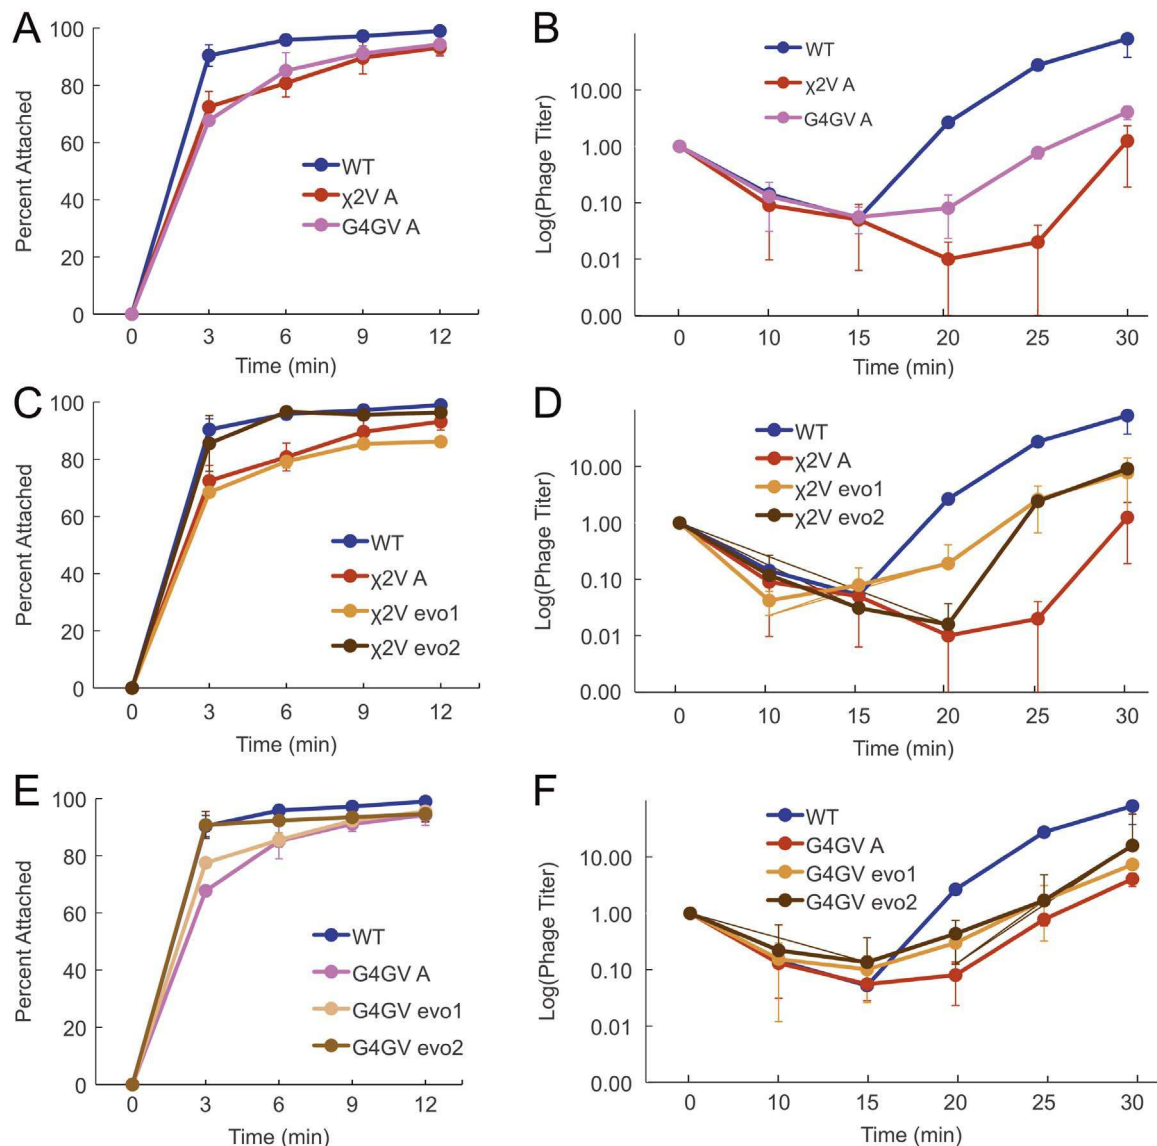 A
Percent Attached
100
80
60
40
20
0
WT
χ2V A
G4GV A
0 3 6 9 12
Time (min)
B
Log(Phage Titer)
10.00
1.00
0.10
0.01
0.00
WT
χ2V A
G4GV A
0 10 15 20 25 30
Time (min)
C
Percent Attached
100
80
60
40
20
0
WT
χ2V A
χ2V evo1
χ2V evo2
0 3 6 9 12
Time (min)
D
Log(Phage Titer)
10.00
1.00
0.10
0.01
0.00
WT
χ2V A
χ2V evo1
χ2V evo2
0 10 15 20 25 30
Time (min)
E
Percent Attached
100
80
60
40
20
0
WT
G4GV A
G4GV evo1
G4GV evo2
0 3 6 9 12
Time (min)
F
Log(Phage Titer)
10.00
1.00
0.10
0.01
0.00
WT
G4GV A
G4GV evo1
G4GV evo2
0 10 15 20 25 30
Time (min)